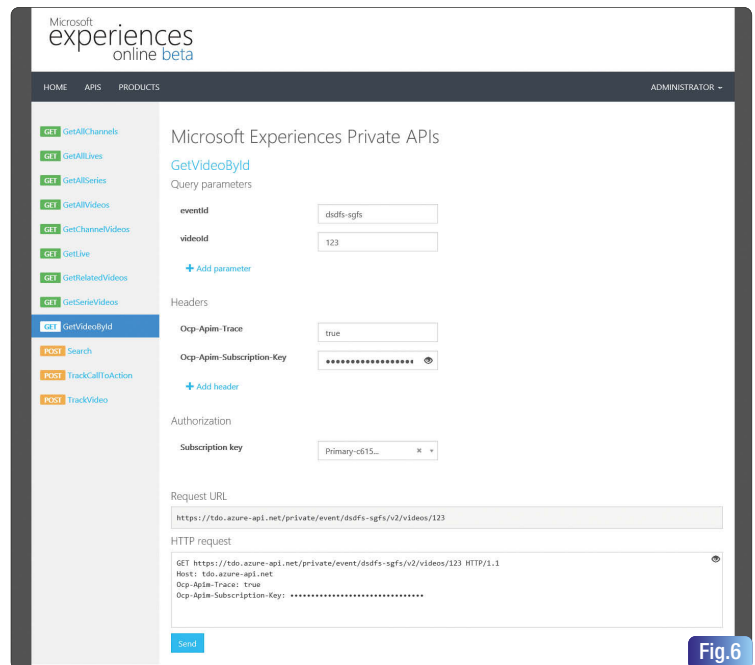 Microsoft
experiences
online beta
HOME APIS PRODUCTS ADMINISTRATOR
GET GetAllChannels
GET GetAllLives
GET GetAllSeries
GET GetAllVideos
GET GetChannelVideos
GET GetLive
GET GetRelatedVideos
GET GetSerieVideos
GET GetVideoById
POST Search
POST TrackCallToAction
POST TrackVideo
Microsoft Experiences Private APIs
GetVideoById
Query parameters
eventId dsdfs-sgfs
videoId 123
+ Add parameter
Headers
Ocp-Apim-Trace true
Ocp-Apim-Subscription-Key ••••••••••••••••••
+ Add header
Authorization
Subscription key Primary-c615... ×
Request URL
https://tdo.azure-api.net/private/event/dsdfs-sgfs/v2/videos/123
HTTP request
GET https://tdo.azure-api.net/private/event/dsdfs-sgfs/v2/videos/123 HTTP/1.1
Host: tdo.azure-api.net
Ocp-Apim-Trace: true
Ocp-Apim-Subscription-Key: ••••••••••••••••••••••••••••••••
Send
Fig.6